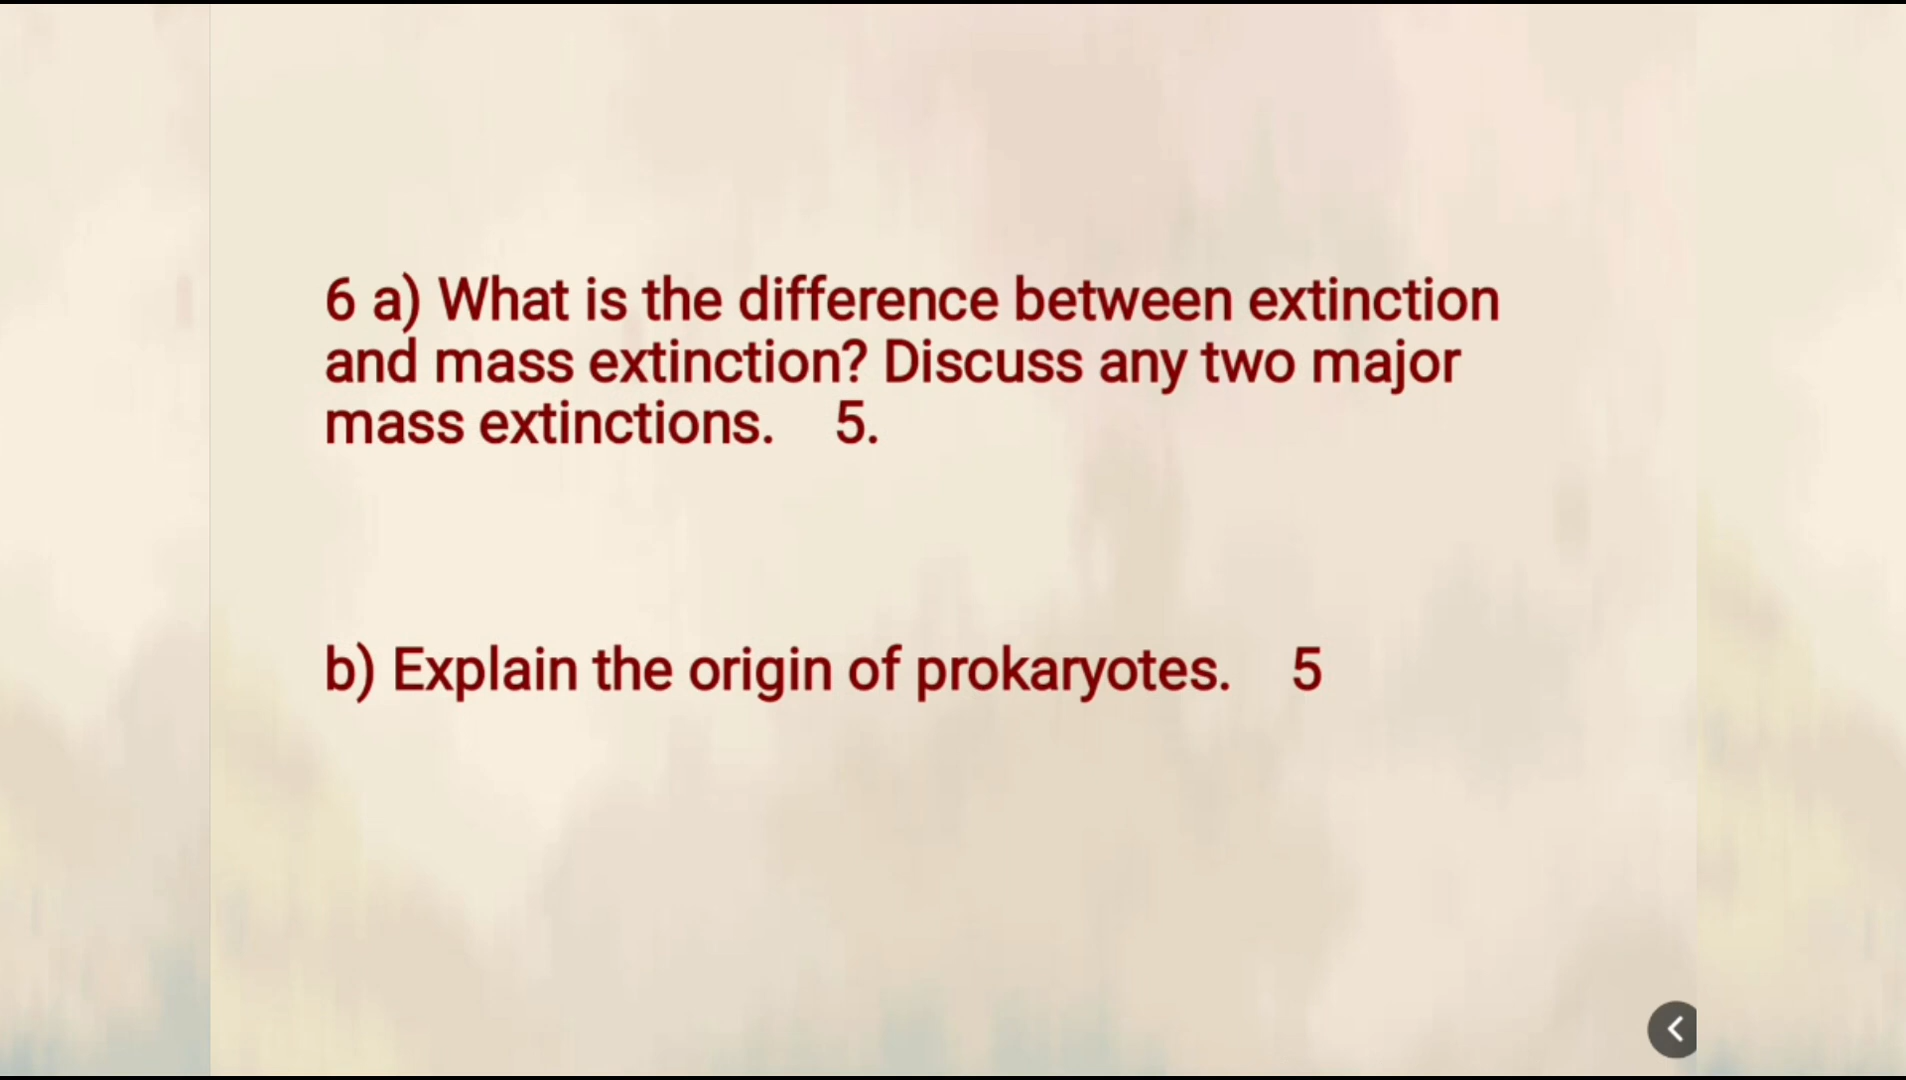 6 a) What is the difference between extinction
and mass extinction? Discuss any two major
mass extinctions. 5.
b) Explain the origin of prokaryotes. 5